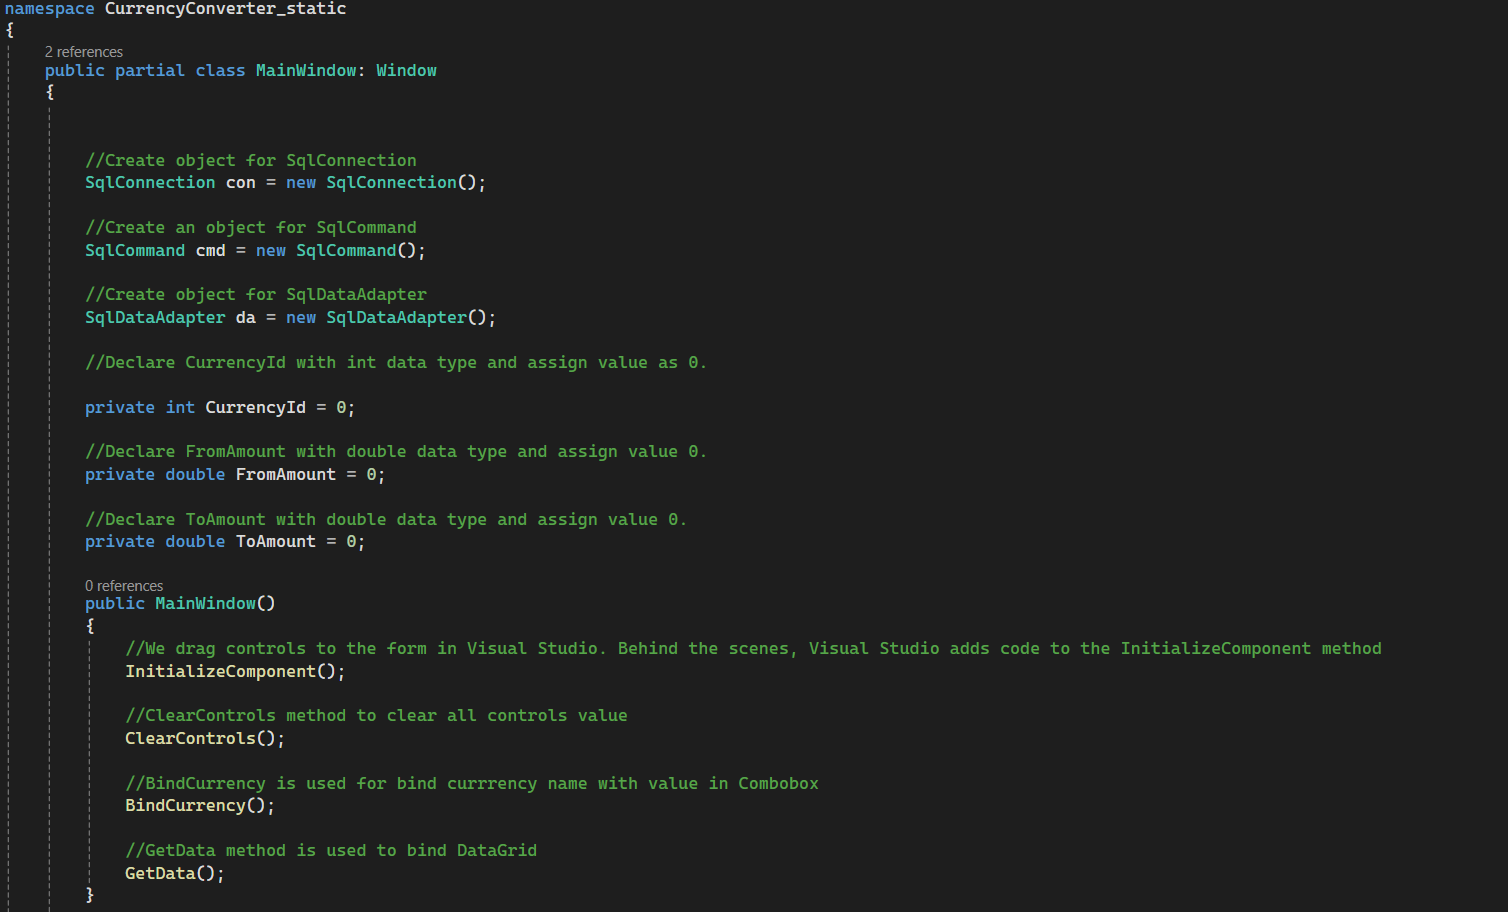 namespace CurrencyConverter_static
{
2 references
public partial class MainWindow: Window
{
//Create object for SqlConnection
SqlConnection con = new SqlConnection();
//Create an object for SqlCommand
SqlCommand cmd = new SqlCommand();
//Create object for SqlDataAdapter
SqlDataAdapter da = new SqlDataAdapter();
//Declare CurrencyId with int data type and assign value as 0.
private int CurrencyId = 0;
//Declare FromAmount with double data type and assign value 0.
private double FromAmount = 0;
//Declare ToAmount with double data type and assign value 0.
private double ToAmount = 0;
0 references
public MainWindow()
{
//We drag controls to the form in Visual Studio. Behind the scenes, Visual Studio adds code to the InitializeComponent method
InitializeComponent();
//ClearControls method to clear all controls value
ClearControls();
//BindCurrency is used for bind currrency name with value in Combobox
BindCurrency();
//GetData method is used to bind DataGrid
GetData();
}